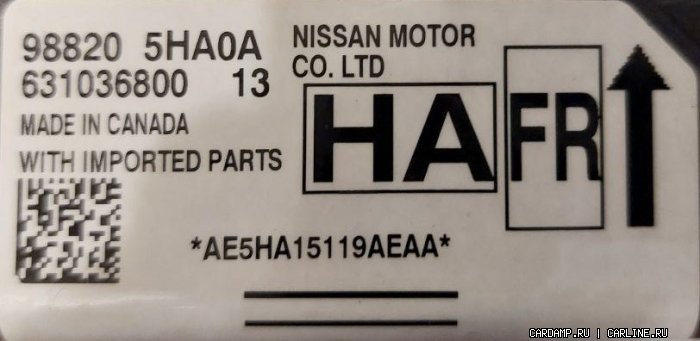 98820 5HA0A
631036800 13
NISSAN MOTOR
CO. LTD
MADE IN CANADA
WITH IMPORTED PARTS
HA
FR
*AE5HA15119AEAA*
CARDAMP.RU | CARLINE.RU